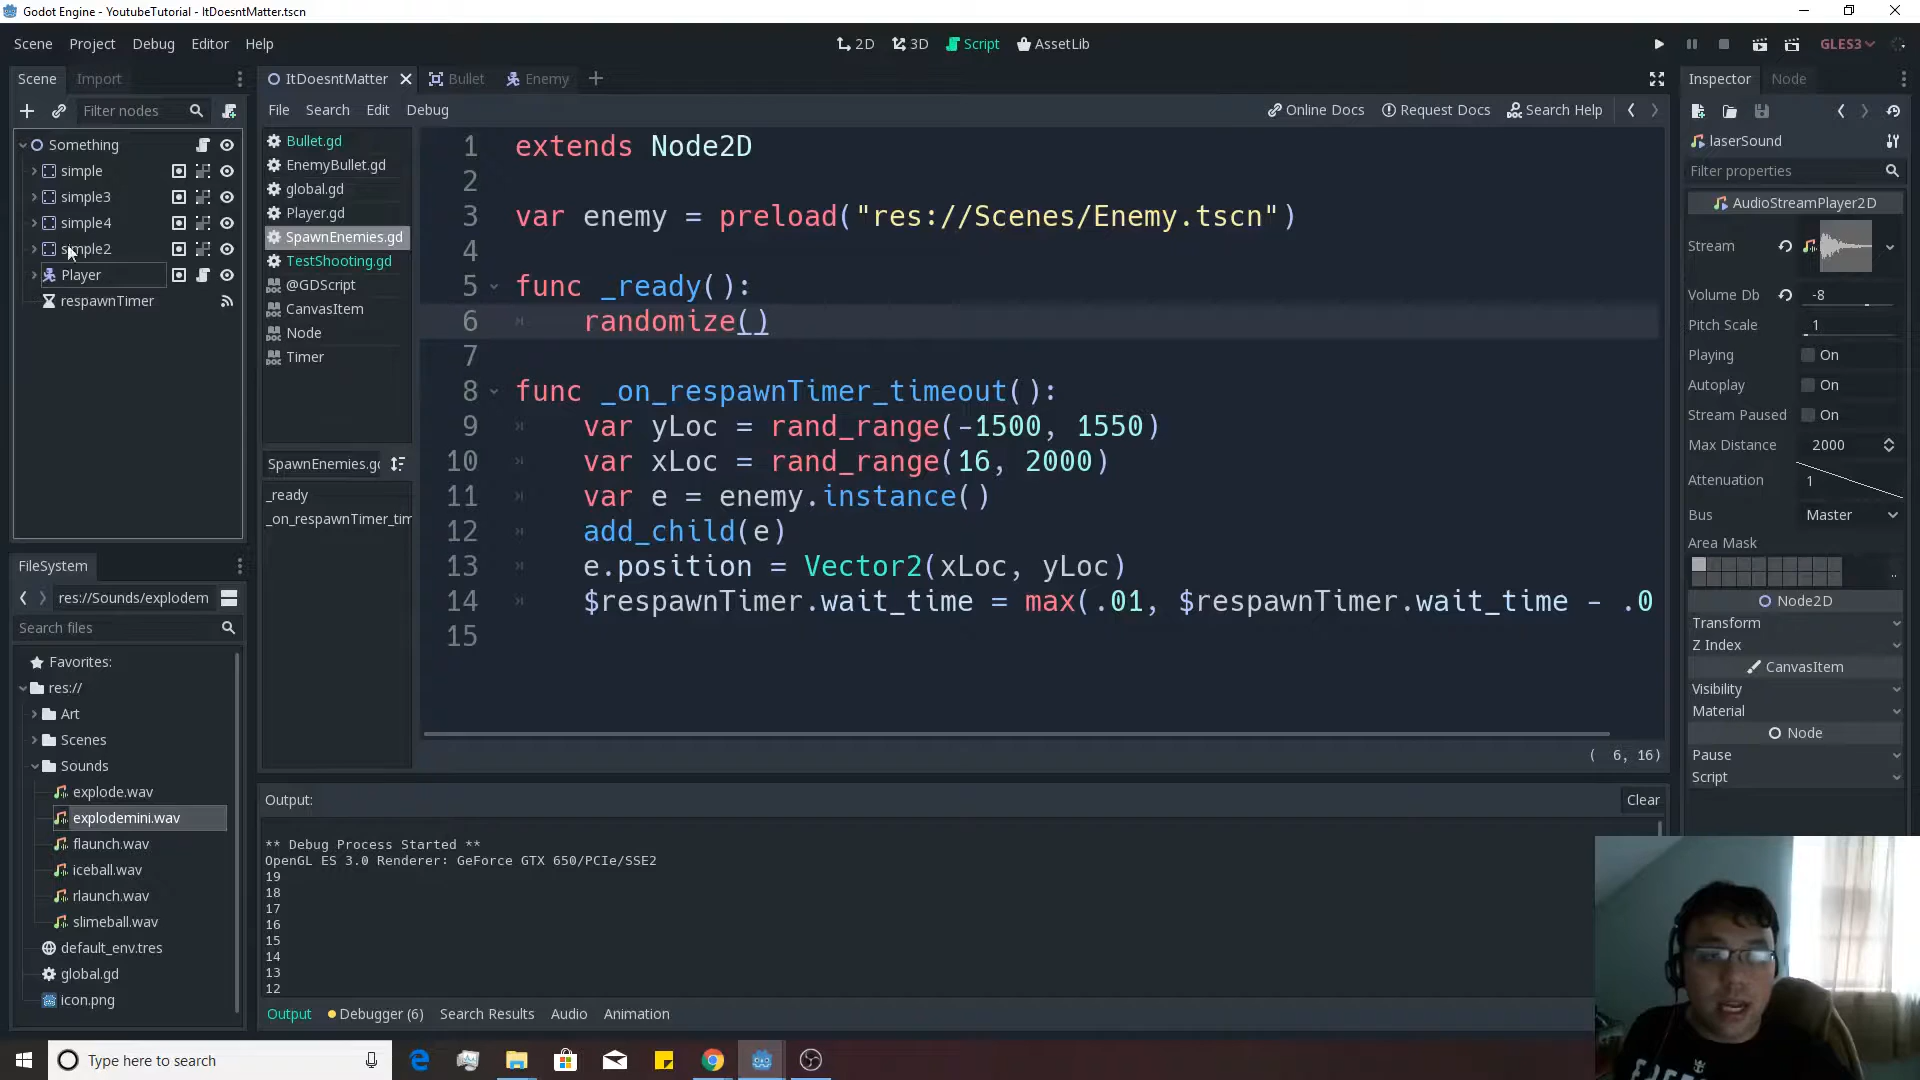 Godot Engine - YoutubeTutorial - ItDoesntMatter.tscn
Scene Project Debug Editor Help
2D 3D Script AssetLib
GLES3
Scene Import
ItDoesntMatter Bullet Enemy
Inspector Node
Filter nodes
File Search Edit Debug
Online Docs Request Docs Search Help
Something
simple
simple3
simple4
simple2
Player
respawnTimer
Bullet.gd
EnemyBullet.gd
global.gd
Player.gd
SpawnEnemies.gd
TestShooting.gd
@GDScript
CanvasItem
Node
Timer
SpawnEnemies.gd
_ready
_on_respawnTimer_tim
1 extends Node2D
2
3 var enemy = preload("res://Scenes/Enemy.tscn")
4
5 func _ready():
6 randomize()
7
8 func _on_respawnTimer_timeout():
9 var yLoc = rand_range(-1500, 1550)
10 var xLoc = rand_range(16, 2000)
11 var e = enemy.instance()
12 add_child(e)
13 e.position = Vector2(xLoc, yLoc)
14 $respawnTimer.wait_time = max(.01, $respawnTimer.wait_time - .0
15
( 6, 16)
laserSound
Filter properties
AudioStreamPlayer2D
Stream
Volume Db -8
Pitch Scale 1
Playing On
Autoplay On
Stream Paused On
Max Distance 2000
Attenuation 1
Bus Master
Area Mask
..
Node2D
Transform
Z Index
CanvasItem
Visibility
Material
Node
Pause
Script
FileSystem
res://Sounds/explodem
Search files
Favorites:
res://
Art
Scenes
Sounds
explode.wav
explodemini.wav
flaunch.wav
iceball.wav
rlaunch.wav
slimeball.wav
default_env.tres
global.gd
icon.png
Output:
Clear
** Debug Process Started **
OpenGL ES 3.0 Renderer: GeForce GTX 650/PCIe/SSE2
19
18
17
16
15
14
13
12
Output Debugger (6) Search Results Audio Animation
Type here to search